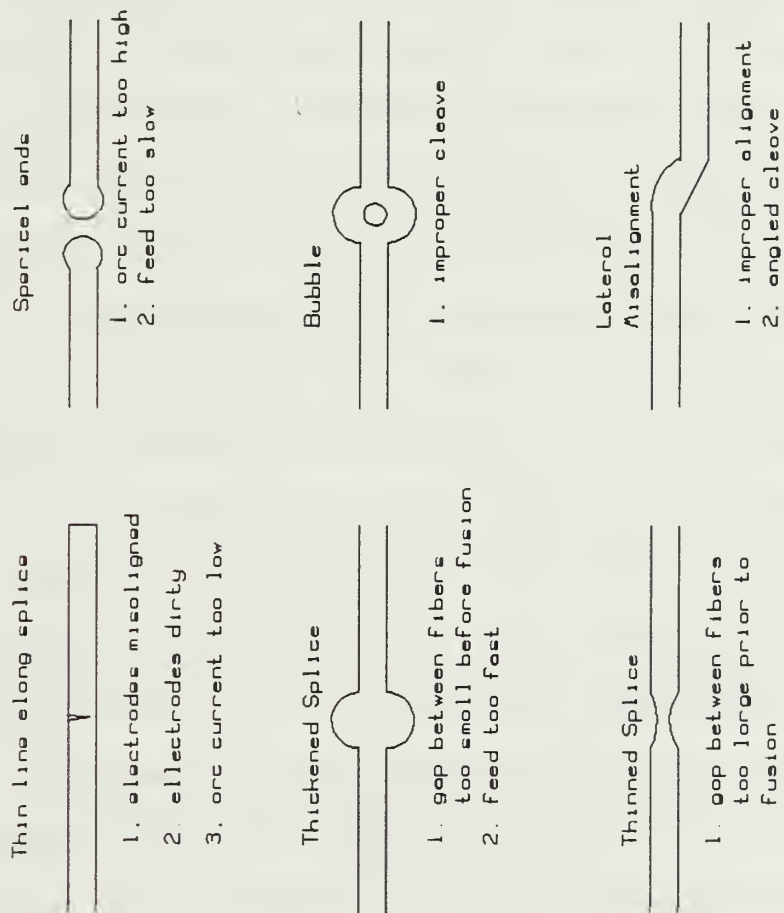 Thin line along splice
1. electrodes misaligned
2. ellectrodes dirty
3. arc current too low
Sperical ends
1. arc current too high
2. feed too slow
Thickened Splice
1. gap between fibers
too small before fusion
2. feed too fast
Bubble
1. improper cleave
Thinned Splice
1. gap between fibers
too large prior to
fusion
Lateral
Misalignment
1. improper alignment
2. angled cleave